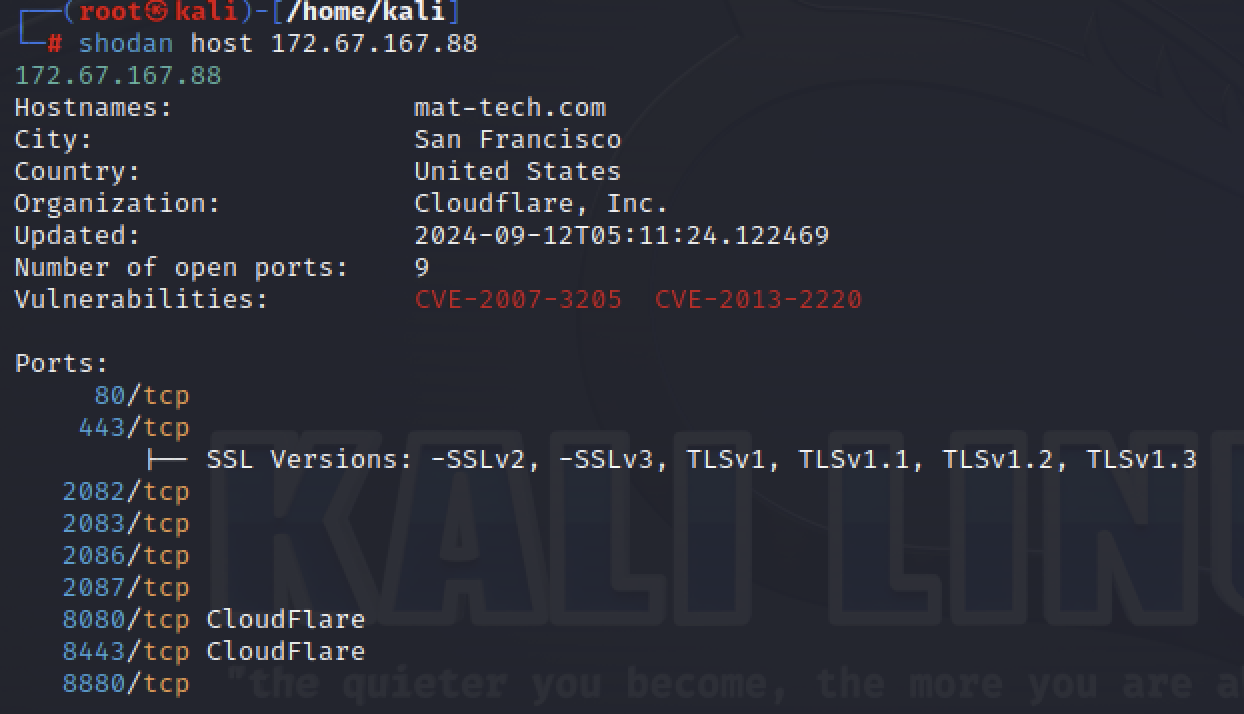 ┌──(root㉿kali)-[/home/kali]
└─# shodan host 172.67.167.88
172.67.167.88
Hostnames: mat-tech.com
City: San Francisco
Country: United States
Organization: Cloudflare, Inc.
Updated: 2024-09-12T05:11:24.122469
Number of open ports: 9
Vulnerabilities: CVE-2007-3205 CVE-2013-2220
Ports:
80/tcp
443/tcp
├── SSL Versions: -SSLv2, -SSLv3, TLSv1, TLSv1.1, TLSv1.2, TLSv1.3
2082/tcp
2083/tcp
2086/tcp
2087/tcp
8080/tcp CloudFlare
8443/tcp CloudFlare
8880/tcp
KALI LIN
"the quieter you become, the more you are a